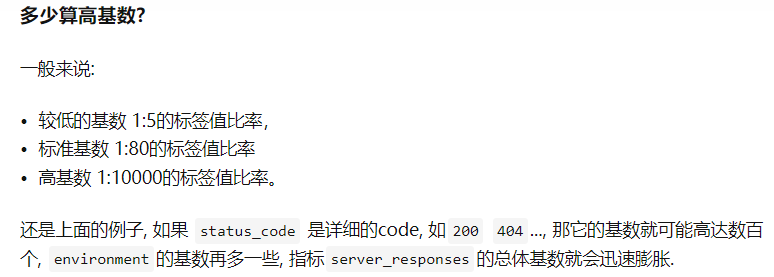 多少算高基数?
一般来说:
• 较低的基数 1:5的标签值比率，
• 标准基数 1:80的标签值比率
• 高基数 1:10000的标签值比率。
还是上面的例子, 如果 status_code 是详细的code, 如 200 404 ..., 那它的基数就可能高达数百
个, environment 的基数再多一些, 指标 server_responses 的总体基数就会迅速膨胀.